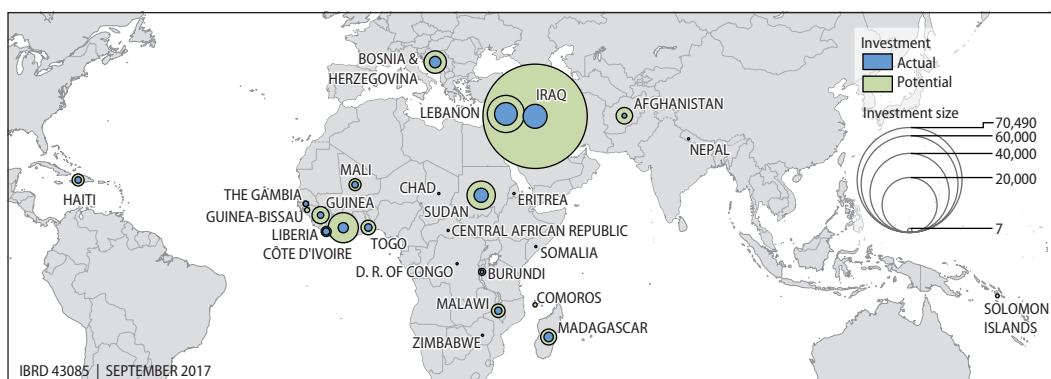 Investment
Actual
Potential
Investment size
70,490
60,000
40,000
20,000
7
BOSNIA &
HERZEGOVINA
IRAQ
LEBANON
AFGHANISTAN
NEPAL
HAITI
MALI
THE GAMBIA
GUINEA
GUINEA-BISSAU
LIBERIA
CÔTE D'IVOIRE
TOGO
CHAD
SUDAN
ERITREA
CENTRAL AFRICAN REPUBLIC
SOMALIA
D. R. OF CONGO
BURUNDI
MALAWI
COMOROS
ZIMBABWE
MADAGASCAR
SOLOMON
ISLANDS
IBRD 43085 | SEPTEMBER 2017